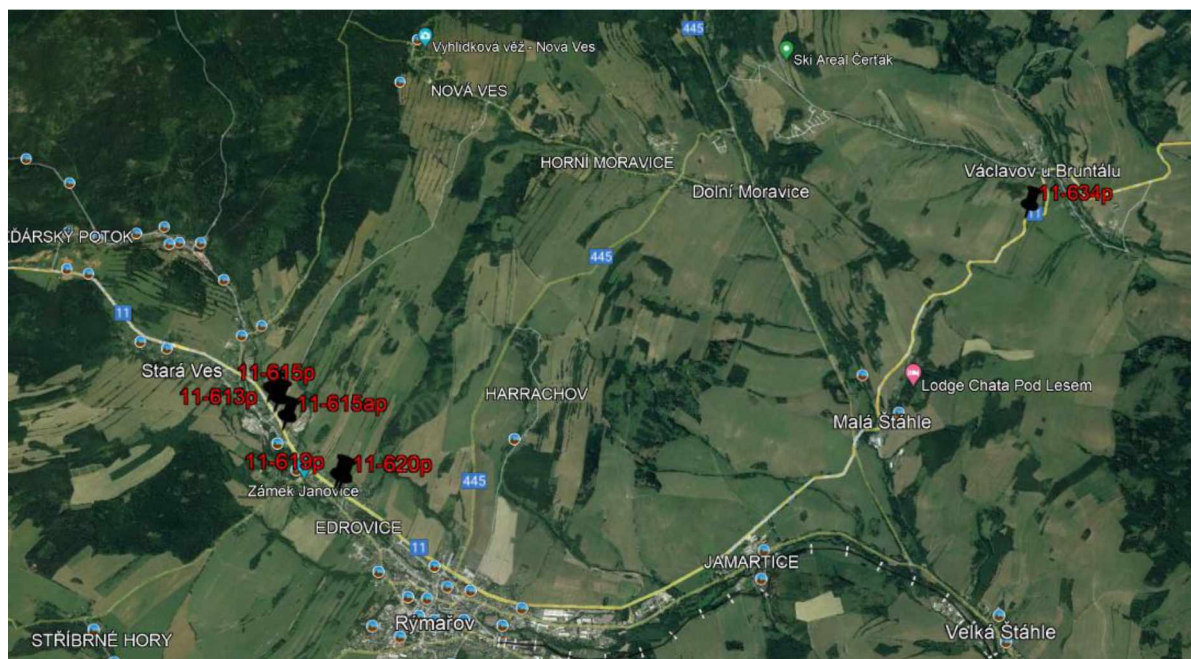 445
Vyhlídková věž - Nova Ves
Ski Areál Čerťák
NOVÁ VES
HORNÍ MORAVICE
Václavov u Bruntálu
Dolní Moravice
11-634p
11
ĎÁRSKÝ POTOK
445
11
Stará Ves
11-615p
11-613p
11-615ap
HARRACHOV
Lodge Chata Pod Lesem
Malá Štáhle
11-619p
11-620p
Zámek Janovice
445
EDROVICE
11
JAMARTICE
Rýmařov
Velká Štáhle
STŘÍBRNÉ HORY